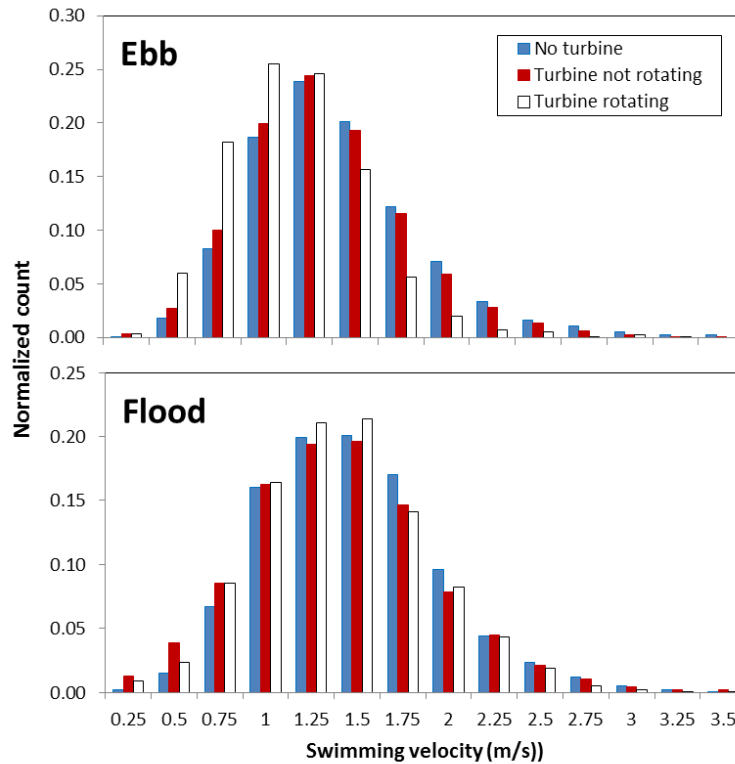 0.30
Ebb
No turbine
Turbine not rotating
Turbine rotating
0.25
0.20
0.15
0.10
0.05
0.00
Normalized count
0.25
Flood
0.20
0.15
0.10
0.05
0.00
0.25 0.5 0.75 1 1.25 1.5 1.75 2 2.25 2.5 2.75 3 3.25 3.5
Swimming velocity (m/s))